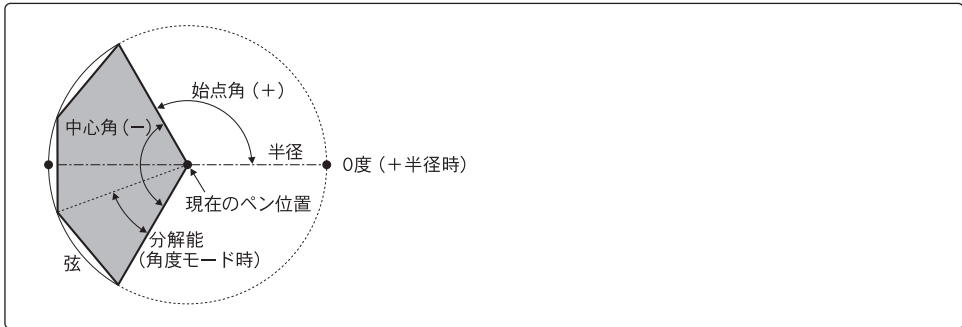 始点角(+)
中心角(−)
半径
0度(+半径時)
現在のペン位置
分解能
(角度モード時)
弦